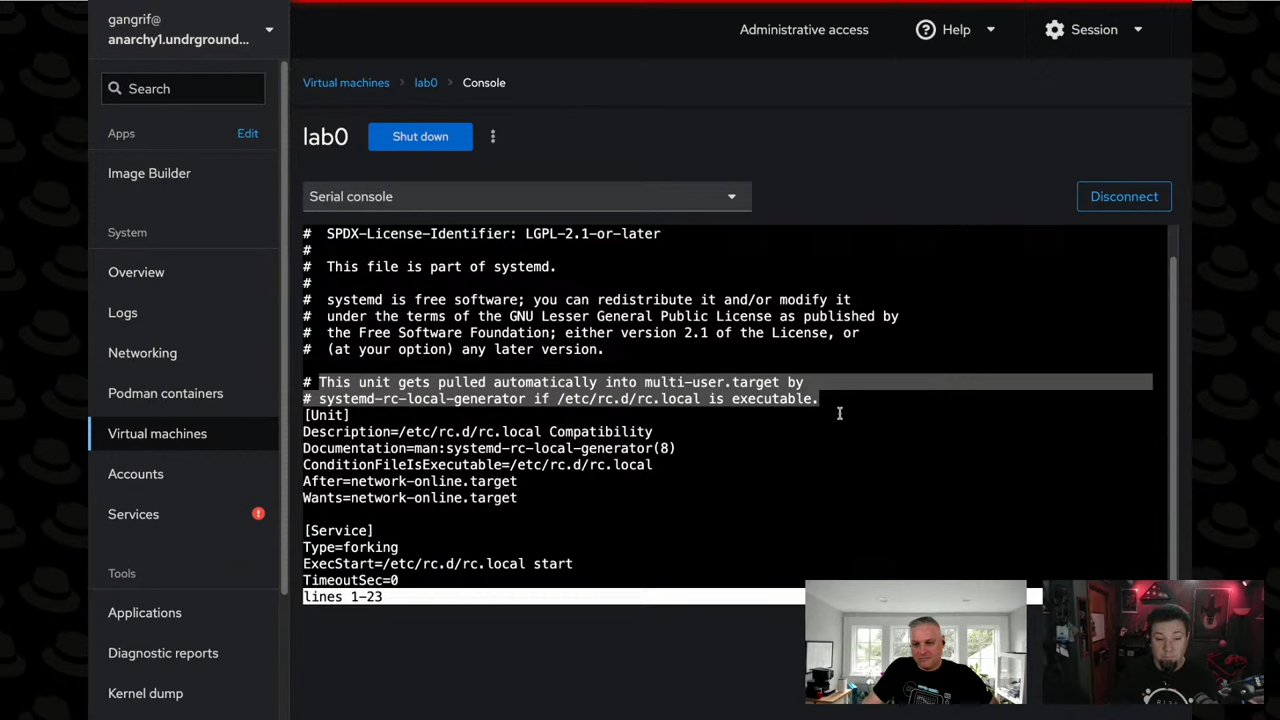 gangrif@
anarchy1.undrground...
Administrative access
Help
Session
Search
Virtual machines
lab0
Console
Apps
Edit
lab0
Shut down
Image Builder
Serial console
Disconnect
System
Overview
Logs
Networking
Podman containers
Virtual machines
Accounts
Services
Tools
Applications
Diagnostic reports
Kernel dump
# SPDX-License-Identifier: LGPL-2.1-or-later
#
# This file is part of systemd.
#
# systemd is free software; you can redistribute it and/or modify it
# under the terms of the GNU Lesser General Public License as published by
# the Free Software Foundation; either version 2.1 of the License, or
# (at your option) any later version.
# This unit gets pulled automatically into multi-user.target by
# systemd-rc-local-generator if /etc/rc.d/rc.local is executable.
[Unit]
Description=/etc/rc.d/rc.local Compatibility
Documentation=man:systemd-rc-local-generator(8)
ConditionFileIsExecutable=/etc/rc.d/rc.local
After=network-online.target
Wants=network-online.target
[Service]
Type=forking
ExecStart=/etc/rc.d/rc.local start
TimeoutSec=0
lines 1-23